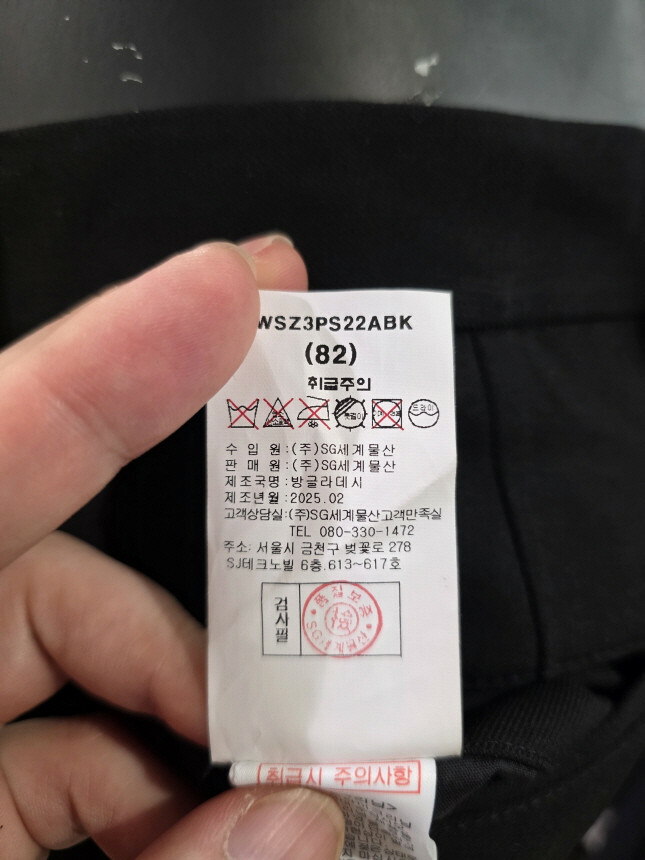 WSZ3PS22ABK
(82)
취급주의
수 입 원:(주)SG세계물산
판 매 원:(주)SG세계물산
제조국명:방글라데시
제조년월:2025.02
고객상담실:(주)SG세계물산고객만족실
TEL 080-330-1472
주소: 서울시 금천구 벚꽃로 278
SJ테크노빌 6층.613~617호
검사필
품질보증
취급시 주의사항